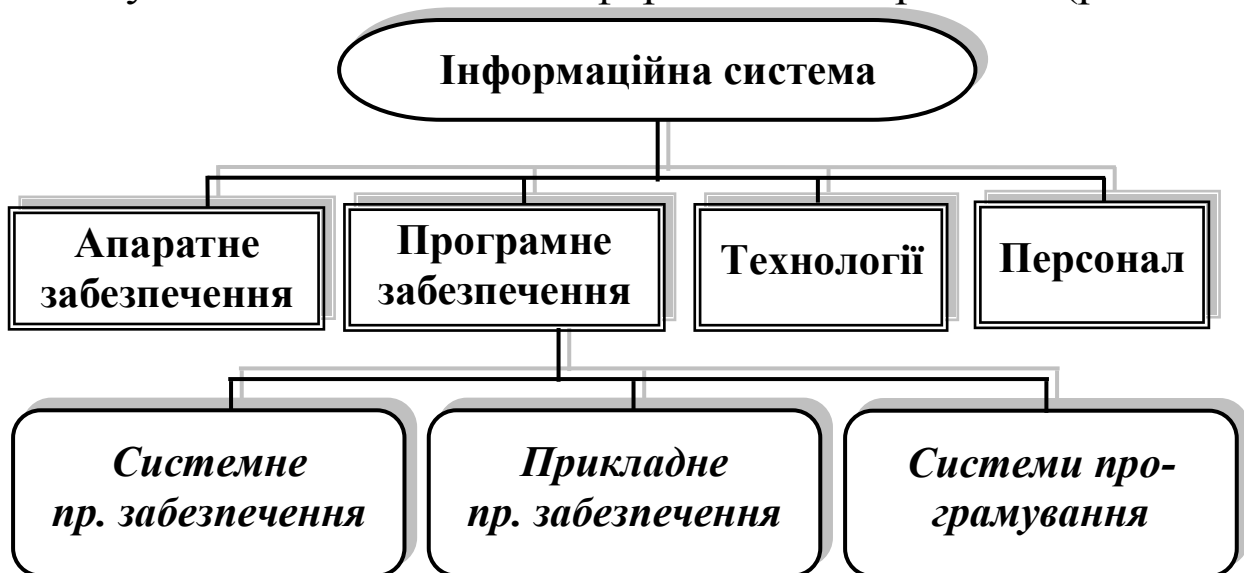 Інформаційна система
Апаратне
забезпечення
Програмне
забезпечення
Технології
Персонал
Системне
пр. забезпечення
Прикладне
пр. забезпечення
Системи про-
грамування